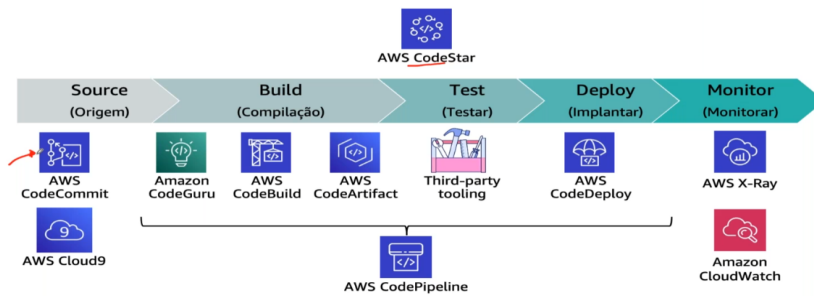 AWS CodeStar
Source
(Origem)
Build
(Compilação)
Test
(Testar)
Deploy
(Implantar)
Monitor
(Monitorar)
AWS
CodeCommit
Amazon
CodeGuru
AWS
CodeBuild
AWS
CodeArtifact
Third-party
tooling
AWS
CodeDeploy
AWS X-Ray
9
AWS Cloud9
AWS CodePipeline
Amazon
CloudWatch